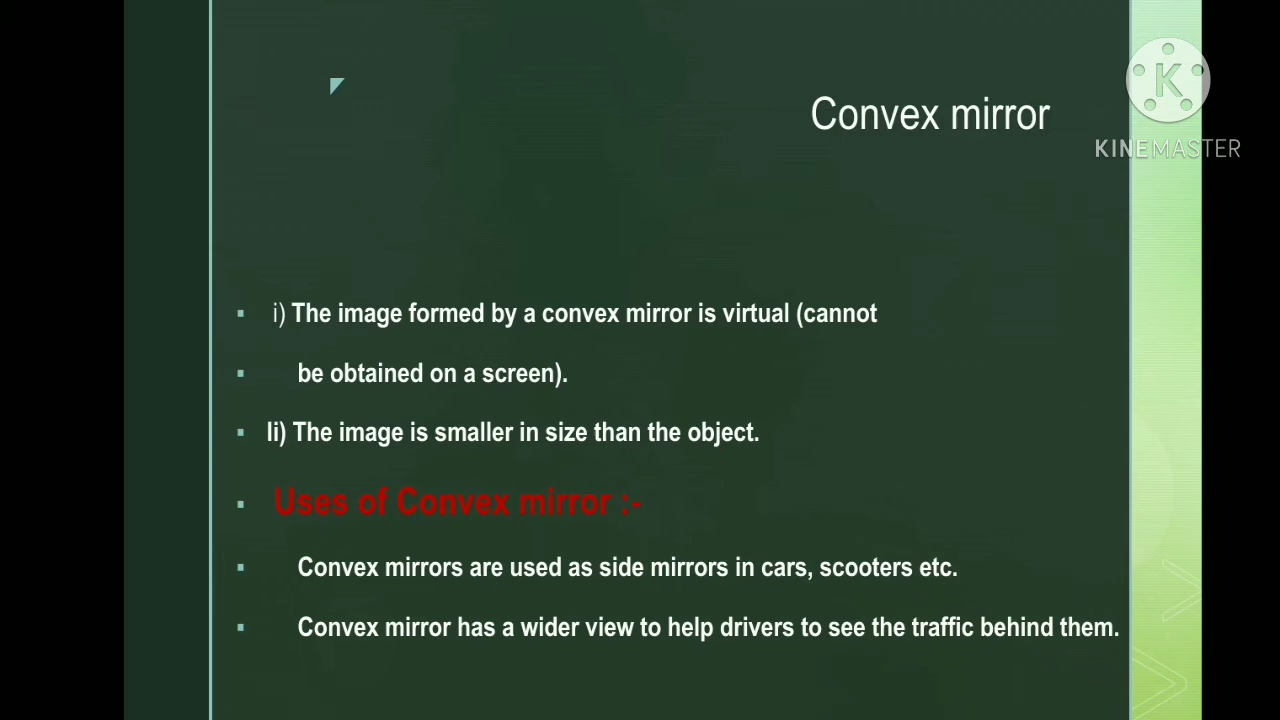 Convex mirror
K
KINEMASTER
i) The image formed by a convex mirror is virtual (cannot
be obtained on a screen).
Ii) The image is smaller in size than the object.
Uses of Convex mirror :-
Convex mirrors are used as side mirrors in cars, scooters etc.
Convex mirror has a wider view to help drivers to see the traffic behind them.